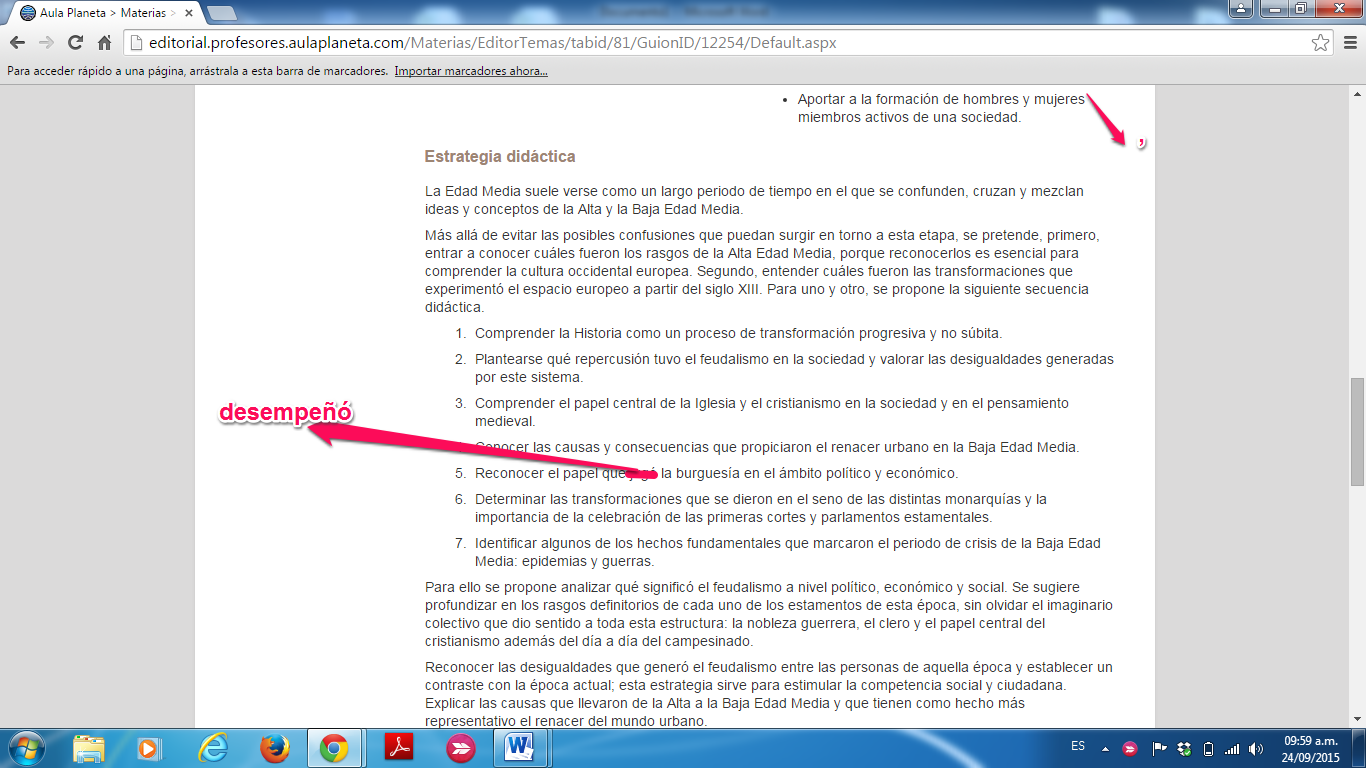 Aula Planeta > Materias >
Documento1 - Microsoft Word
editorial.profesores.aulaplaneta.com/Materias/EditorTemas/tabid/81/GuionID/12254/Default.aspx
Para acceder rápido a una página, arrástrala a esta barra de marcadores. Importar marcadores ahora...
• Aportar a la formación de hombres y mujeres
miembros activos de una sociedad.
,
Estrategia didáctica
La Edad Media suele verse como un largo periodo de tiempo en el que se confunden, cruzan y mezclan
ideas y conceptos de la Alta y la Baja Edad Media.
Más allá de evitar las posibles confusiones que puedan surgir en torno a esta etapa, se pretende, primero,
entrar a conocer cuáles fueron los rasgos de la Alta Edad Media, porque reconocerlos es esencial para
comprender la cultura occidental europea. Segundo, entender cuáles fueron las transformaciones que
experimentó el espacio europeo a partir del siglo XIII. Para uno y otro, se propone la siguiente secuencia
didáctica.
1. Comprender la Historia como un proceso de transformación progresiva y no súbita.
2. Plantearse qué repercusión tuvo el feudalismo en la sociedad y valorar las desigualdades generadas
por este sistema.
3. Comprender el papel central de la Iglesia y el cristianismo en la sociedad y en el pensamiento
medieval.
desempeñó
Conocer las causas y consecuencias que propiciaron el renacer urbano en la Baja Edad Media.
5. Reconocer el papel que la burguesía en el ámbito político y económico.
6. Determinar las transformaciones que se dieron en el seno de las distintas monarquías y la
importancia de la celebración de las primeras cortes y parlamentos estamentales.
7. Identificar algunos de los hechos fundamentales que marcaron el periodo de crisis de la Baja Edad
Media: epidemias y guerras.
Para ello se propone analizar qué significó el feudalismo a nivel político, económico y social. Se sugiere
profundizar en los rasgos definitorios de cada uno de los estamentos de esta época, sin olvidar el imaginario
colectivo que dio sentido a toda esta estructura: la nobleza guerrera, el clero y el papel central del
cristianismo además del día a día del campesinado.
Reconocer las desigualdades que generó el feudalismo entre las personas de aquella época y establecer un
contraste con la época actual; esta estrategia sirve para estimular la competencia social y ciudadana.
Explicar las causas que llevaron de la Alta a la Baja Edad Media y que tienen como hecho más
representativo el renacer del mundo urbano.
ES
09:59 a.m.
24/09/2015